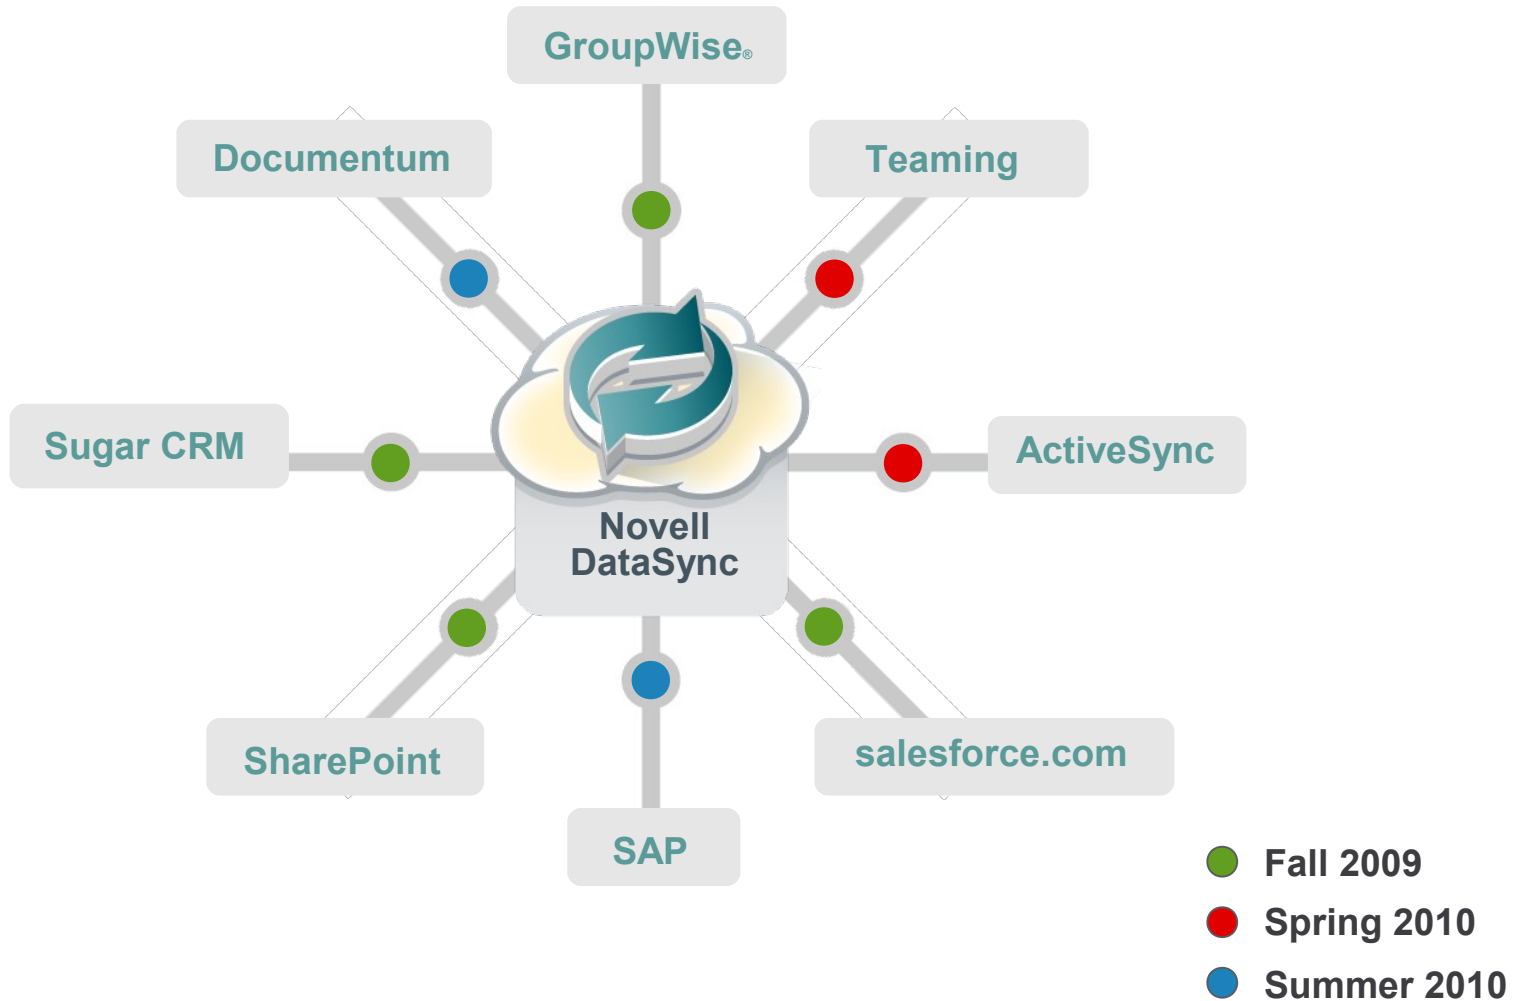 GroupWise®
Documentum
Teaming
Sugar CRM
ActiveSync
Novell
DataSync
SharePoint
salesforce.com
SAP
Fall 2009
Spring 2010
Summer 2010